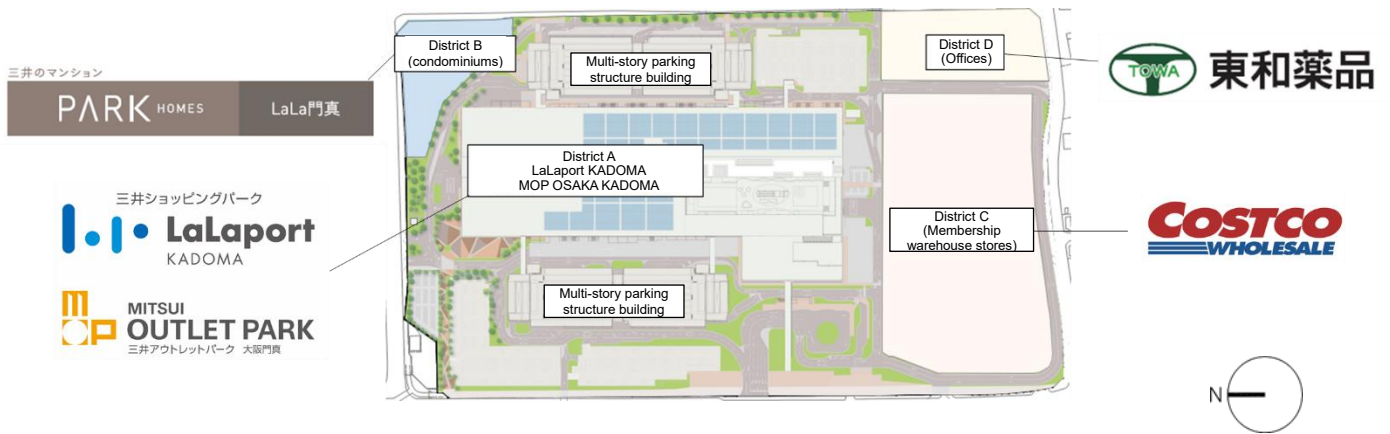 三井のマンション
PARK HOMES LaLa門真
三井ショッピングパーク
LaLaport
KADOMA
MITSUI
OUTLET PARK
三井アウトレットパーク 大阪門真
District B
(condominiums)
Multi-story parking
structure building
District A
LaLaport KADOMA
MOP OSAKA KADOMA
Multi-story parking
structure building
District D
(Offices)
District C
(Membership
warehouse stores)
TOWA 東和薬品
COSTCO
WHOLESALE
N